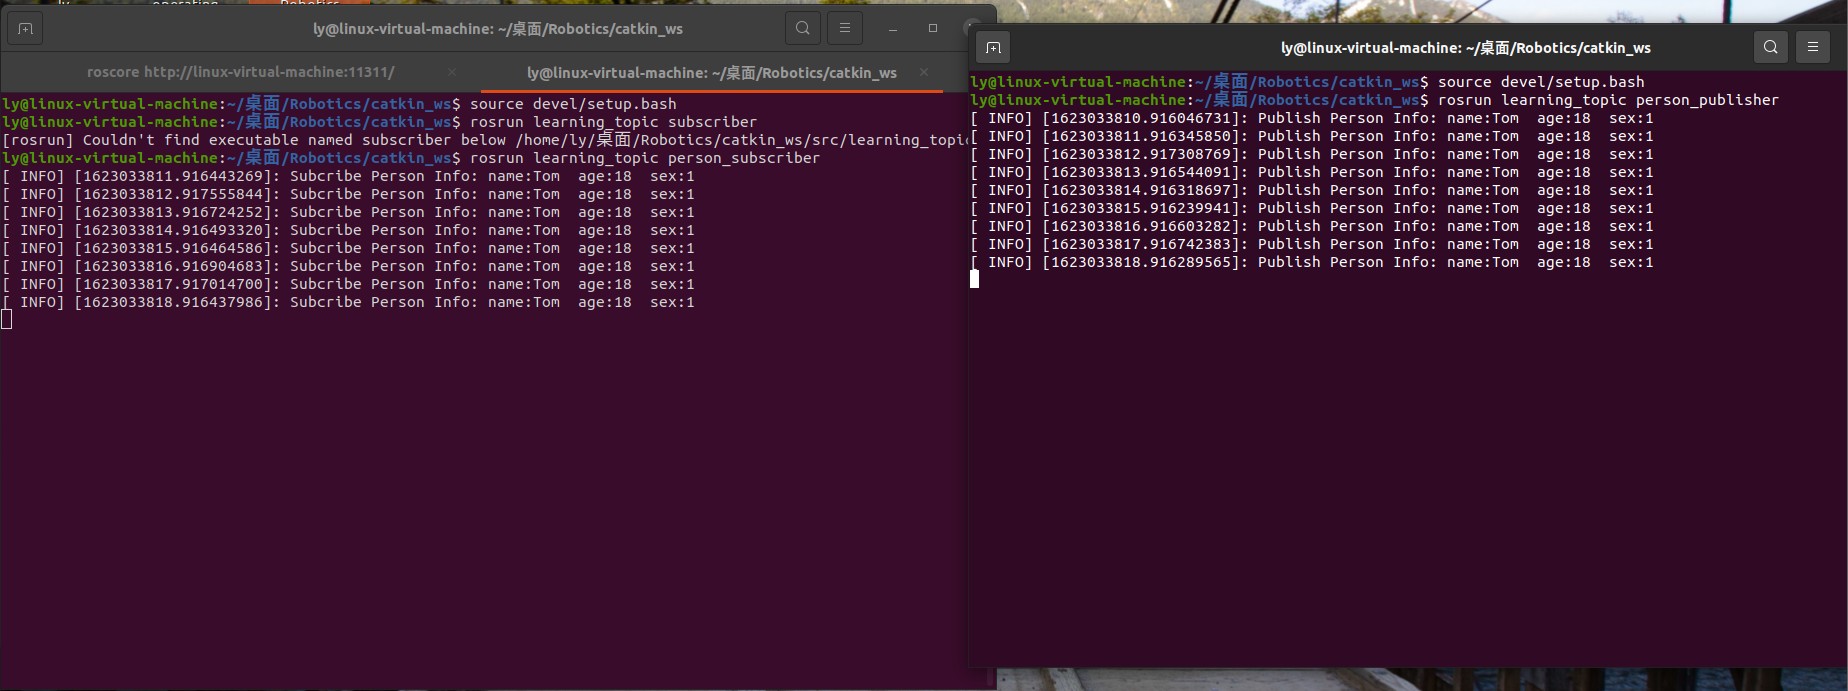 ly@linux-virtual-machine: ~/桌面/Robotics/catkin_ws
roscore http://linux-virtual-machine:11311/
ly@linux-virtual-machine: ~/桌面/Robotics/catkin_ws
ly@linux-virtual-machine:~/桌面/Robotics/catkin_ws$ source devel/setup.bash
ly@linux-virtual-machine:~/桌面/Robotics/catkin_ws$ rosrun learning_topic subscriber
[rosrun] Couldn't find executable named subscriber below /home/ly/桌面/Robotics/catkin_ws/src/learning_topic
ly@linux-virtual-machine:~/桌面/Robotics/catkin_ws$ rosrun learning_topic person_subscriber
[ INFO] [1623033811.916443269]: Subcribe Person Info: name:Tom  age:18  sex:1
[ INFO] [1623033812.917555844]: Subcribe Person Info: name:Tom  age:18  sex:1
[ INFO] [1623033813.916724252]: Subcribe Person Info: name:Tom  age:18  sex:1
[ INFO] [1623033814.916493320]: Subcribe Person Info: name:Tom  age:18  sex:1
[ INFO] [1623033815.916464586]: Subcribe Person Info: name:Tom  age:18  sex:1
[ INFO] [1623033816.916904683]: Subcribe Person Info: name:Tom  age:18  sex:1
[ INFO] [1623033817.917014700]: Subcribe Person Info: name:Tom  age:18  sex:1
[ INFO] [1623033818.916437986]: Subcribe Person Info: name:Tom  age:18  sex:1
ly@linux-virtual-machine: ~/桌面/Robotics/catkin_ws
ly@linux-virtual-machine:~/桌面/Robotics/catkin_ws$ source devel/setup.bash
ly@linux-virtual-machine:~/桌面/Robotics/catkin_ws$ rosrun learning_topic person_publisher
[ INFO] [1623033810.916046731]: Publish Person Info: name:Tom  age:18  sex:1
[ INFO] [1623033811.916345850]: Publish Person Info: name:Tom  age:18  sex:1
[ INFO] [1623033812.917308769]: Publish Person Info: name:Tom  age:18  sex:1
[ INFO] [1623033813.916544091]: Publish Person Info: name:Tom  age:18  sex:1
[ INFO] [1623033814.916318697]: Publish Person Info: name:Tom  age:18  sex:1
[ INFO] [1623033815.916239941]: Publish Person Info: name:Tom  age:18  sex:1
[ INFO] [1623033816.916603282]: Publish Person Info: name:Tom  age:18  sex:1
[ INFO] [1623033817.916742383]: Publish Person Info: name:Tom  age:18  sex:1
[ INFO] [1623033818.916289565]: Publish Person Info: name:Tom  age:18  sex:1